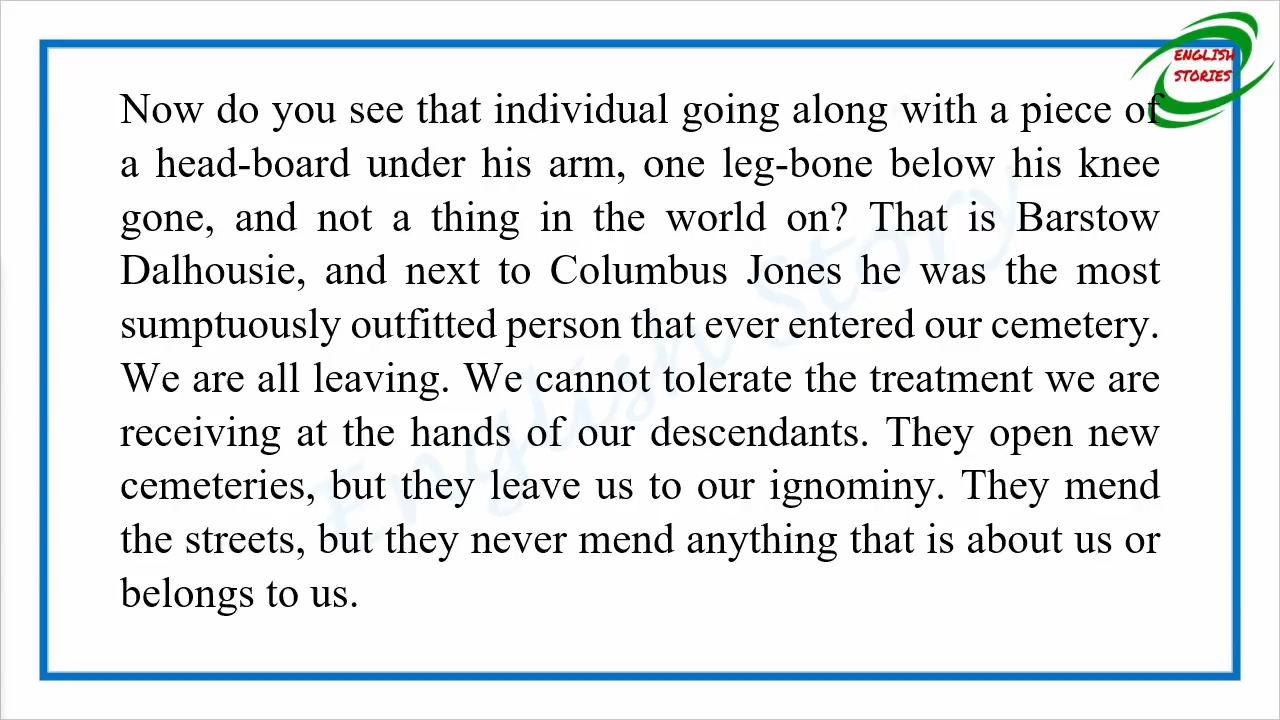 ENGLISH
STORIES
Now do you see that individual going along with a piece of
a head-board under his arm, one leg-bone below his knee
gone, and not a thing in the world on? That is Barstow
Dalhousie, and next to Columbus Jones he was the most
sumptuously outfitted person that ever entered our cemetery.
We are all leaving. We cannot tolerate the treatment we are
receiving at the hands of our descendants. They open new
cemeteries, but they leave us to our ignominy. They mend
the streets, but they never mend anything that is about us or
belongs to us.
English Story